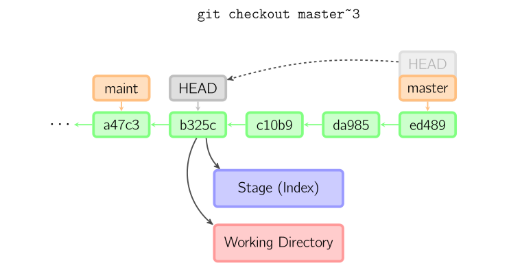 git checkout master~3
HEAD
maint HEAD master
... a47c3 b325c c10b9 da985 ed489
Stage (Index)
Working Directory